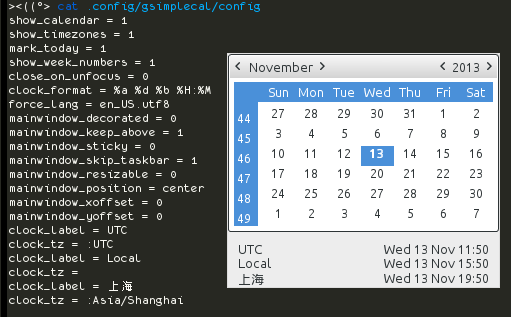 ><((°> cat .config/gsimplecal/config
show_calendar = 1
show_timezones = 1
mark_today = 1
show_week_numbers = 1
close_on_unfocus = 0
clock_format = %a %d %b %H:%M
force_lang = en_US.utf8
mainwindow_decorated = 0
mainwindow_keep_above = 1
mainwindow_sticky = 0
mainwindow_skip_taskbar = 1
mainwindow_resizable = 0
mainwindow_position = center
mainwindow_xoffset = 0
mainwindow_yoffset = 0
clock_label = UTC
clock_tz = :UTC
clock_label = Local
clock_tz =
clock_label = 上海
clock_tz = :Asia/Shanghai
< November > < 2013 >
Sun Mon Tue Wed Thu Fri Sat
44 27 28 29 30 31 1 2
45 3 4 5 6 7 8 9
46 10 11 12 13 14 15 16
47 17 18 19 20 21 22 23
48 24 25 26 27 28 29 30
49 1 2 3 4 5 6 7
UTC Wed 13 Nov 11:50
Local Wed 13 Nov 15:50
上海 Wed 13 Nov 19:50